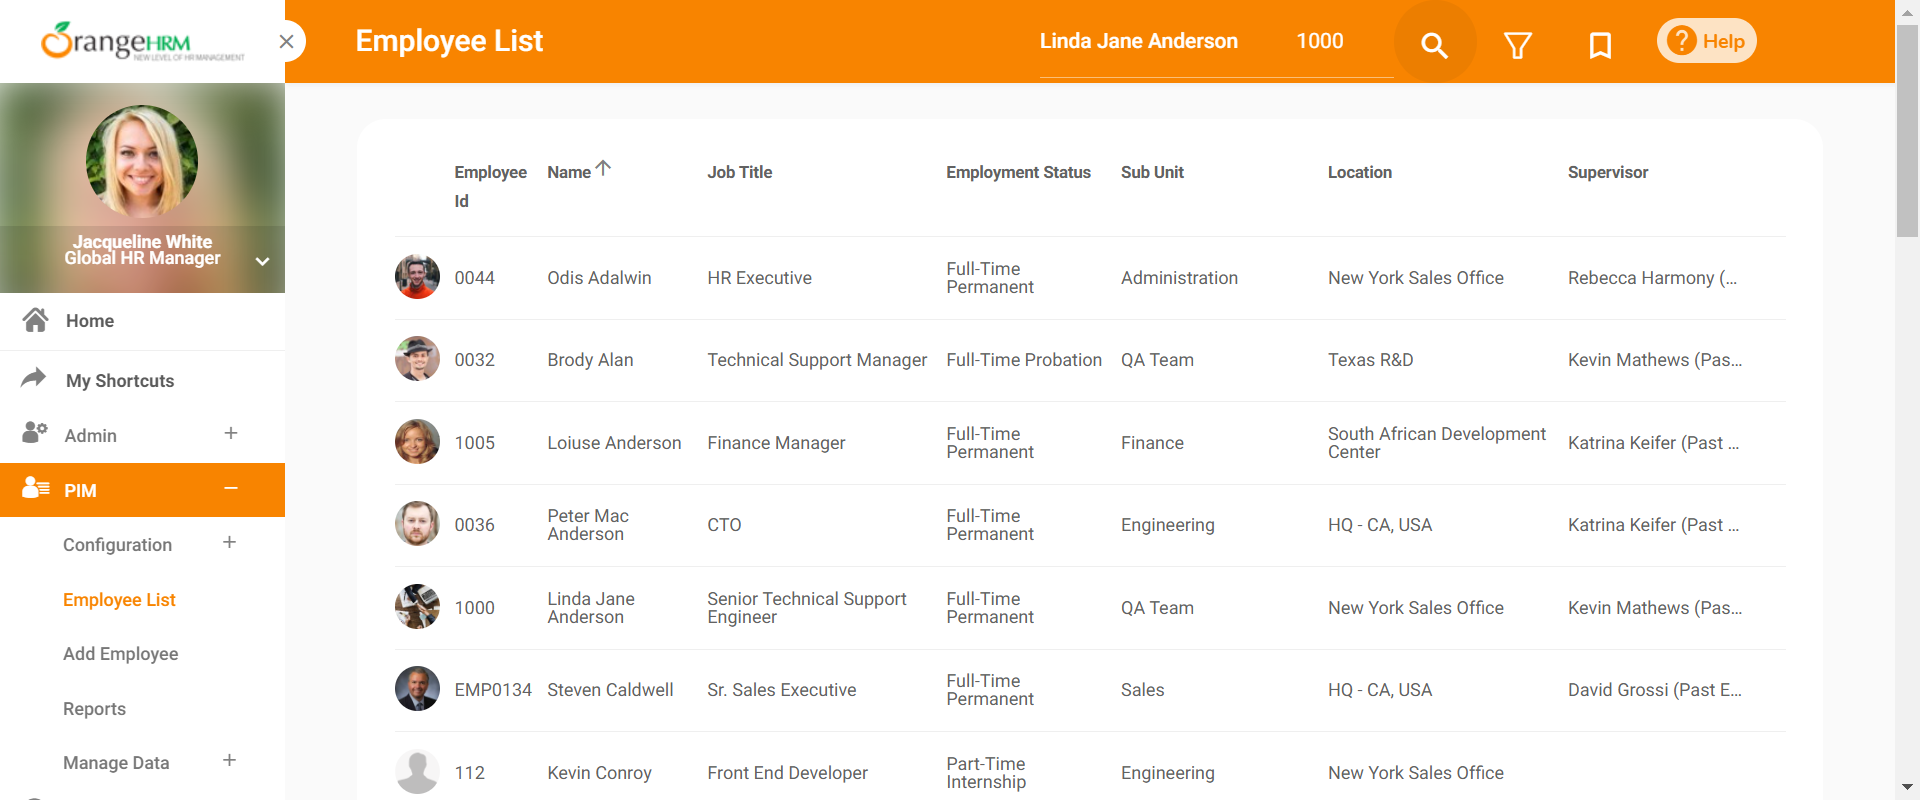 OrangeHRM
NEW LEVEL OF HR MANAGEMENT
Employee List
Linda Jane Anderson 1000
? Help
Jacqueline White
Global HR Manager
Home
My Shortcuts
Admin
PIM
Configuration
Employee List
Add Employee
Reports
Manage Data
Employee Id Name Job Title Employment Status Sub Unit Location Supervisor
0044 Odis Adalwin HR Executive Full-Time Permanent Administration New York Sales Office Rebecca Harmony (...
0032 Brody Alan Technical Support Manager Full-Time Probation QA Team Texas R&D Kevin Mathews (Pas...
1005 Loiuse Anderson Finance Manager Full-Time Permanent Finance South African Development Center Katrina Keifer (Past ...
0036 Peter Mac Anderson CTO Full-Time Permanent Engineering HQ - CA, USA Katrina Keifer (Past ...
1000 Linda Jane Anderson Senior Technical Support Engineer Full-Time Permanent QA Team New York Sales Office Kevin Mathews (Pas...
EMP0134 Steven Caldwell Sr. Sales Executive Full-Time Permanent Sales HQ - CA, USA David Grossi (Past E...
112 Kevin Conroy Front End Developer Part-Time Internship Engineering New York Sales Office